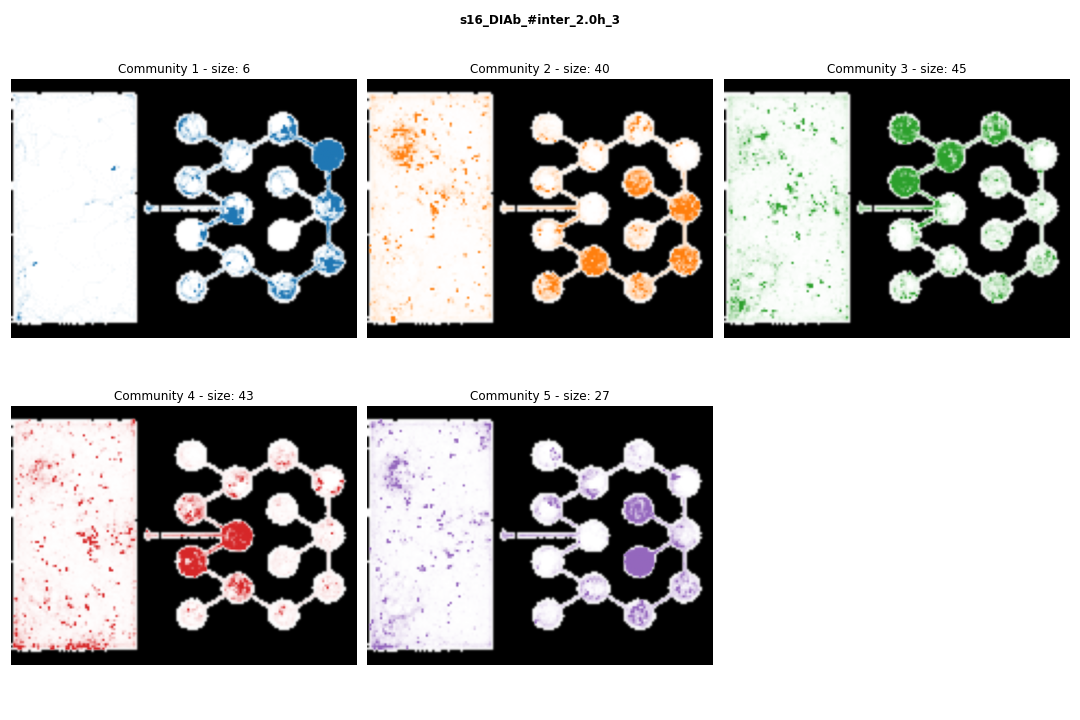 s16_DIAb_#inter_2.0h_3
Community 1 - size: 6
Community 2 - size: 40
Community 3 - size: 45
Community 4 - size: 43
Community 5 - size: 27